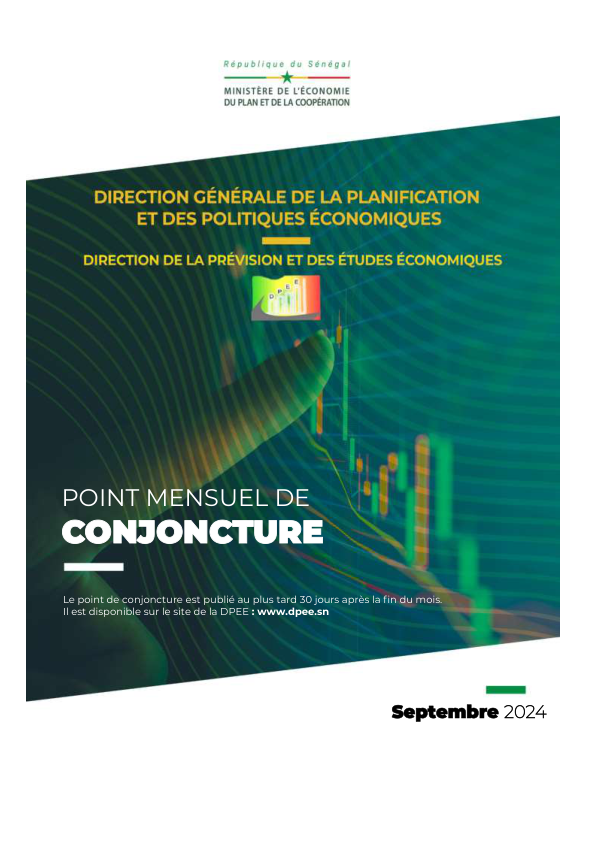 République du Sénégal
MINISTÈRE DE L'ÉCONOMIE
DU PLAN ET DE LA COOPÉRATION
DIRECTION GÉNÉRALE DE LA PLANIFICATION
ET DES POLITIQUES ÉCONOMIQUES
DIRECTION DE LA PRÉVISION ET DES ÉTUDES ÉCONOMIQUES
DPEE
POINT MENSUEL DE
CONJONCTURE
Le point de conjoncture est publié au plus tard 30 jours après la fin du mois.
Il est disponible sur le site de la DPEE : www.dpee.sn
Septembre 2024